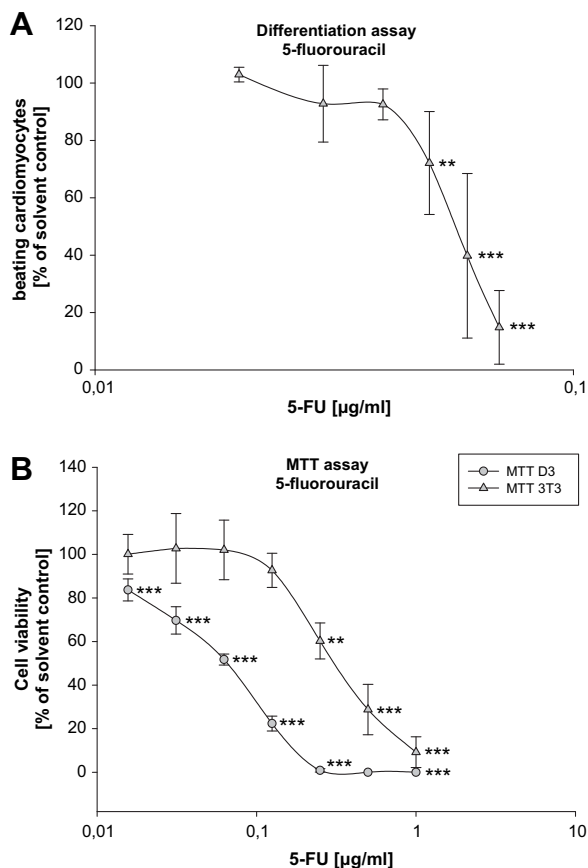 A
Differentiation assay
5-fluorouracil
beating cardiomyocytes
[% of solvent control]
120
100
80
60
40
20
0
**
***
***
0,01
0,1
5-FU [µg/ml]
B
MTT assay
5-fluorouracil
MTT D3
MTT 3T3
Cell viability
[% of solvent control]
140
120
100
80
60
40
20
0
***
***
***
***
***
***
**
***
***
0,01
0,1
1
10
5-FU [µg/ml]